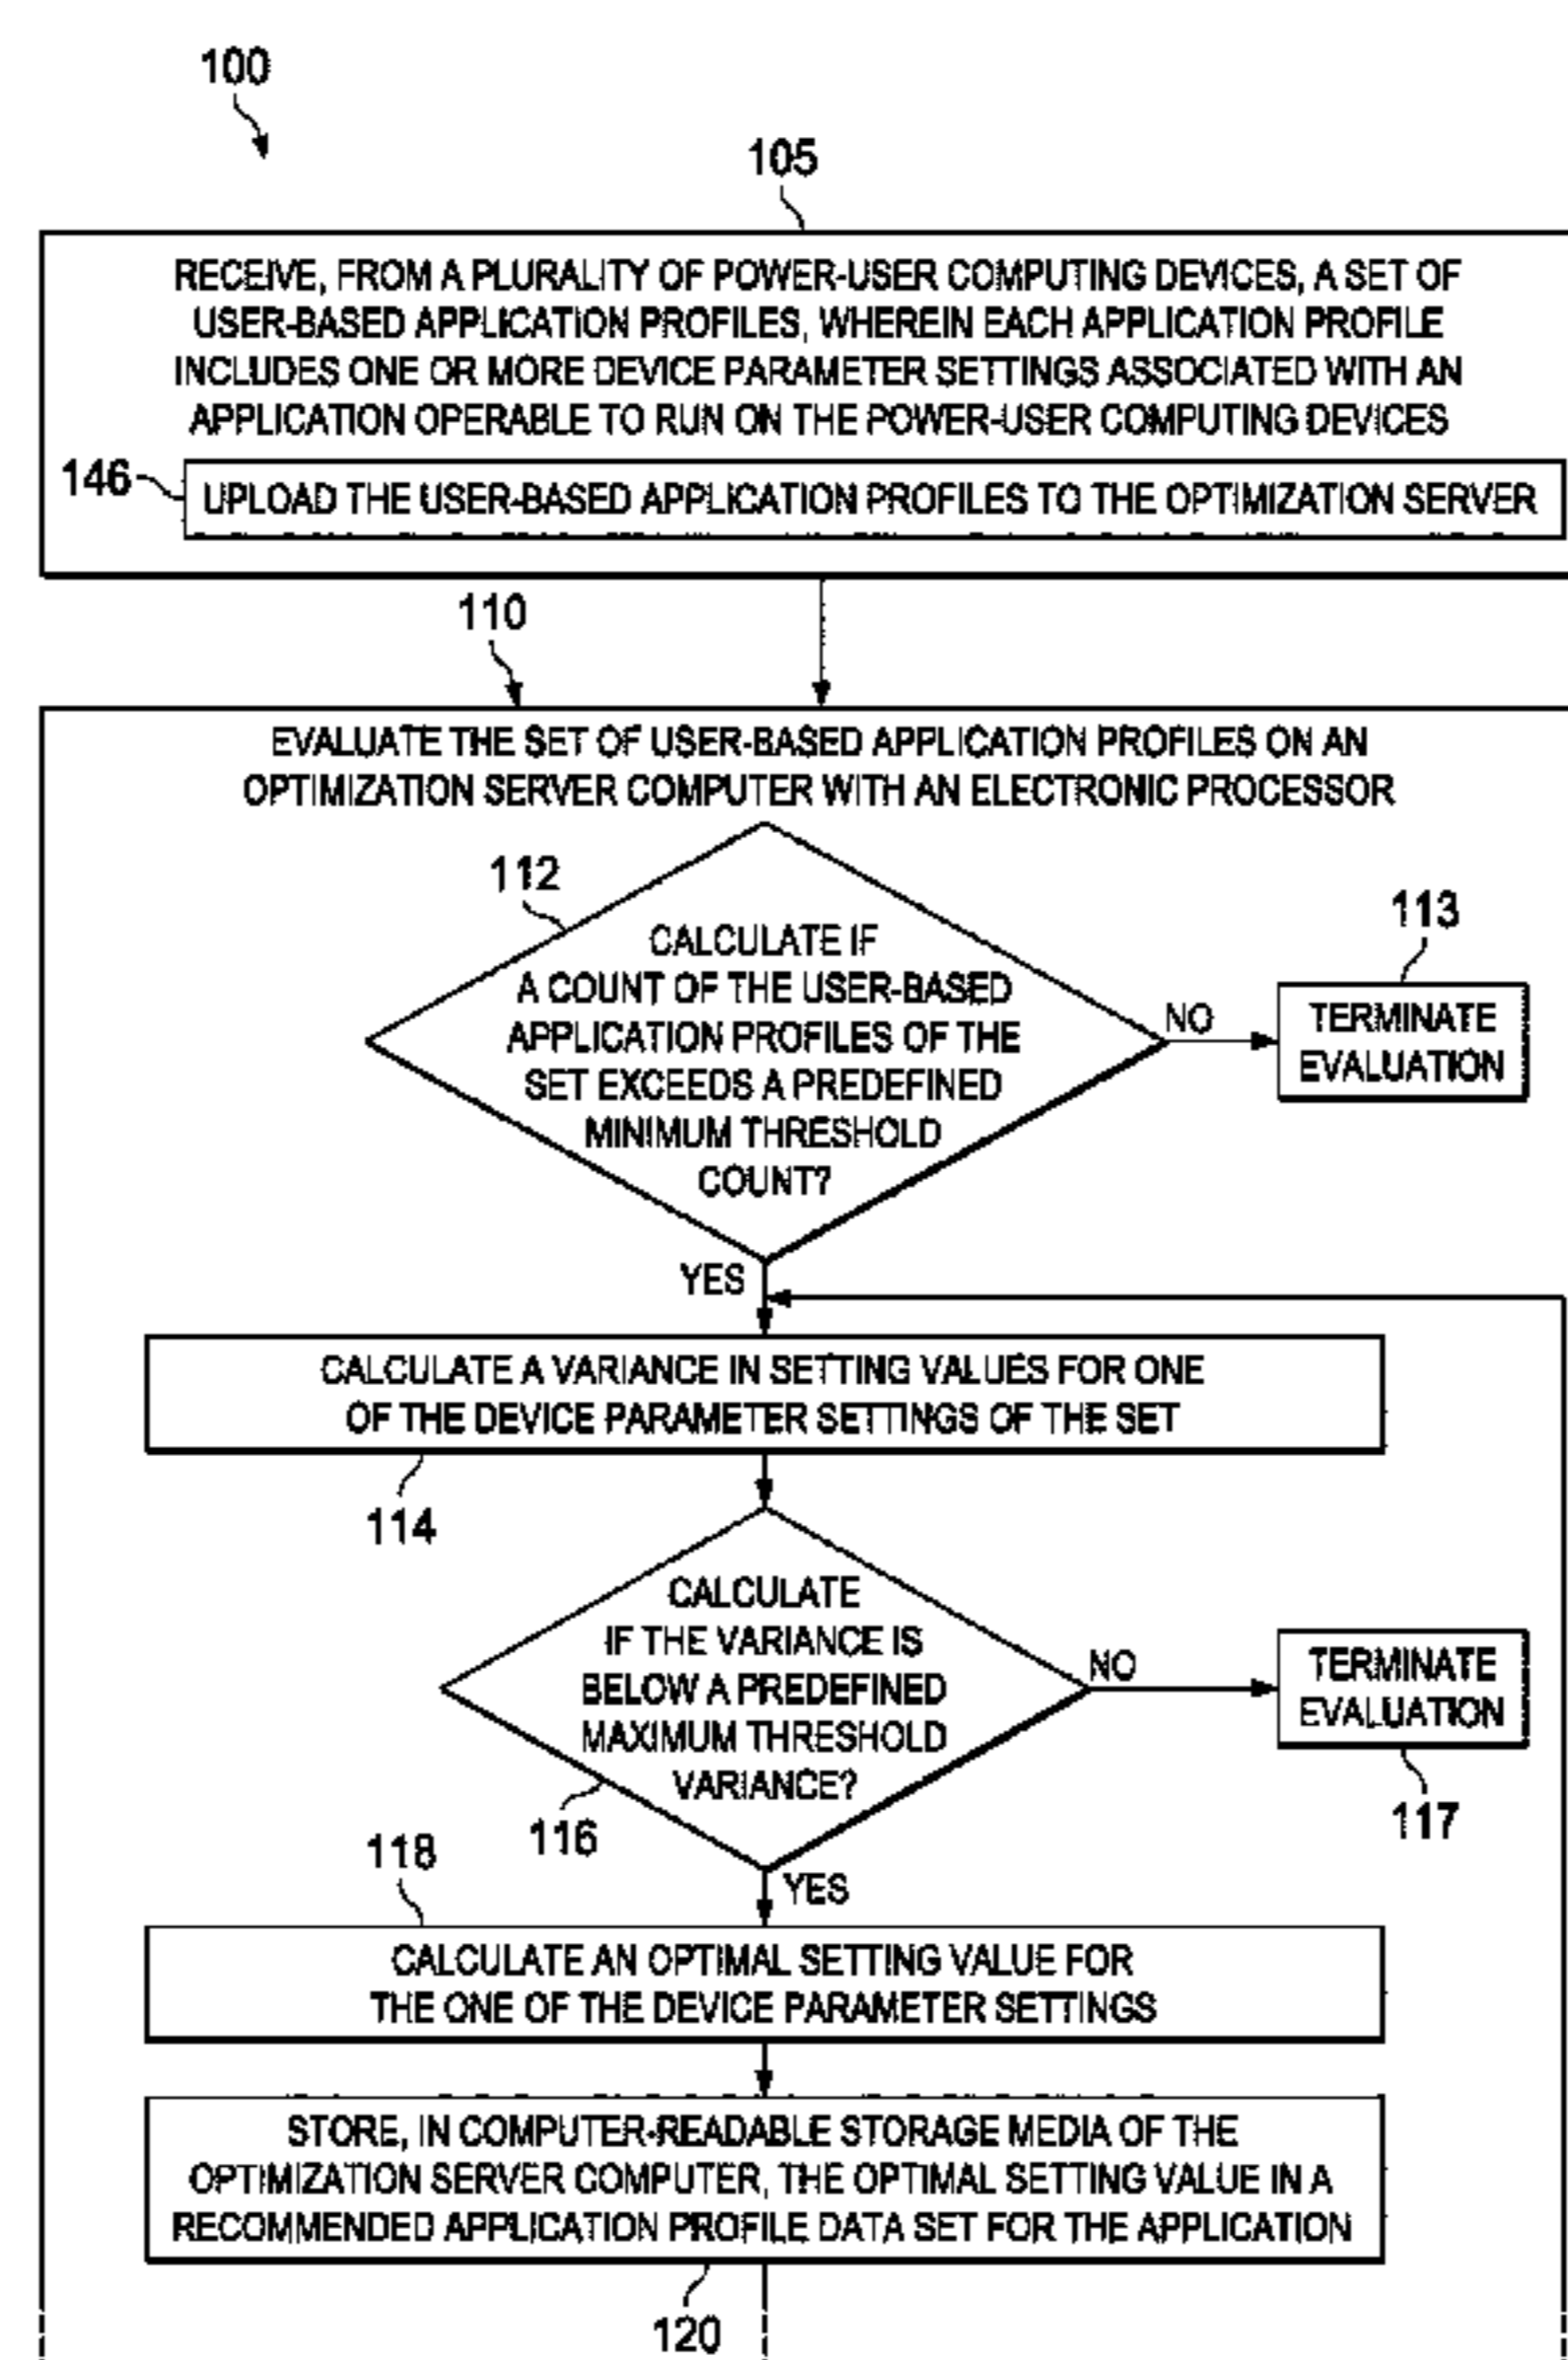 100
105
RECEIVE, FROM A PLURALITY OF POWER-USER COMPUTING DEVICES, A SET OF
USER-BASED APPLICATION PROFILES, WHEREIN EACH APPLICATION PROFILE
INCLUDES ONE OR MORE DEVICE PARAMETER SETTINGS ASSOCIATED WITH AN
APPLICATION OPERABLE TO RUN ON THE POWER-USER COMPUTING DEVICES
146
UPLOAD THE USER-BASED APPLICATION PROFILES TO THE OPTIMIZATION SERVER
110
EVALUATE THE SET OF USER-BASED APPLICATION PROFILES ON AN
OPTIMIZATION SERVER COMPUTER WITH AN ELECTRONIC PROCESSOR
112
CALCULATE IF
A COUNT OF THE USER-BASED
APPLICATION PROFILES OF THE
SET EXCEEDS A PREDEFINED
MINIMUM THRESHOLD
COUNT?
NO
113
TERMINATE
EVALUATION
YES
CALCULATE A VARIANCE IN SETTING VALUES FOR ONE
OF THE DEVICE PARAMETER SETTINGS OF THE SET
114
CALCULATE
IF THE VARIANCE IS
BELOW A PREDEFINED
MAXIMUM THRESHOLD
VARIANCE?
116
NO
TERMINATE
EVALUATION
117
YES
118
CALCULATE AN OPTIMAL SETTING VALUE FOR
THE ONE OF THE DEVICE PARAMETER SETTINGS
STORE, IN COMPUTER-READABLE STORAGE MEDIA OF THE
OPTIMIZATION SERVER COMPUTER, THE OPTIMAL SETTING VALUE IN A
RECOMMENDED APPLICATION PROFILE DATA SET FOR THE APPLICATION
120